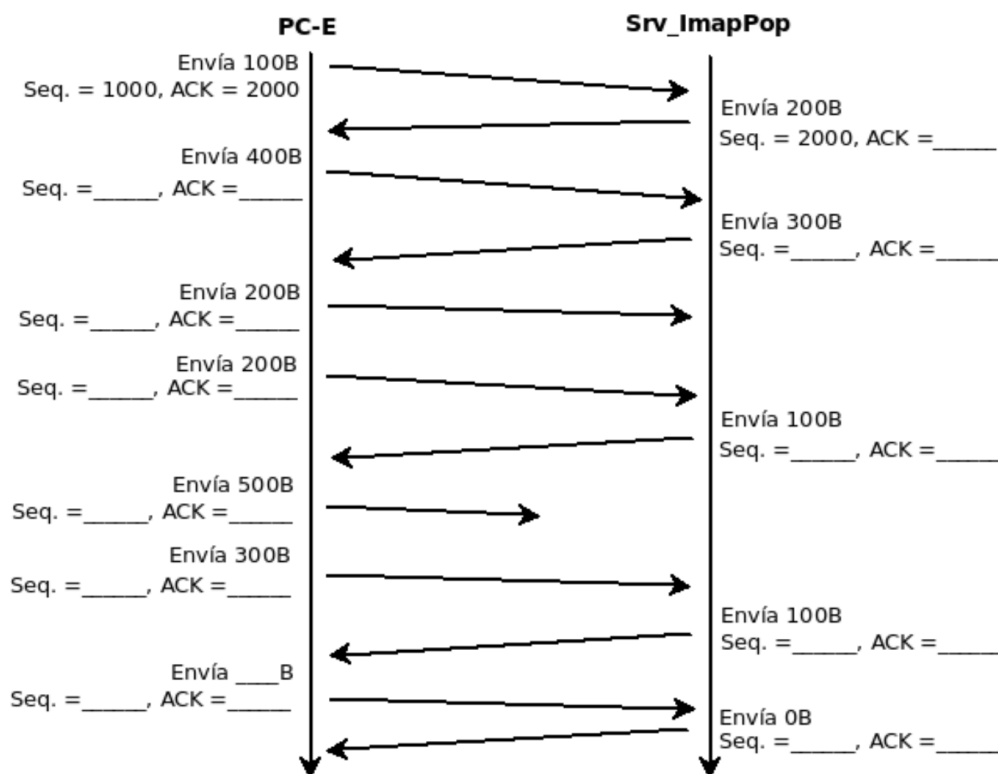 PC-E
Srv_ImapPop
Envía 100B
Seq. = 1000, ACK = 2000
Envía 200B
Seq. = 2000, ACK =______
Envía 400B
Seq. =______, ACK =______
Envía 300B
Seq. =______, ACK =______
Envía 200B
Seq. =______, ACK =______
Envía 200B
Seq. =______, ACK =______
Envía 100B
Seq. =______, ACK =______
Envía 500B
Seq. =______, ACK =______
Envía 300B
Seq. =______, ACK =______
Envía 100B
Seq. =______, ACK =______
Envía ____B
Seq. =______, ACK =______
Envía 0B
Seq. =______, ACK =______